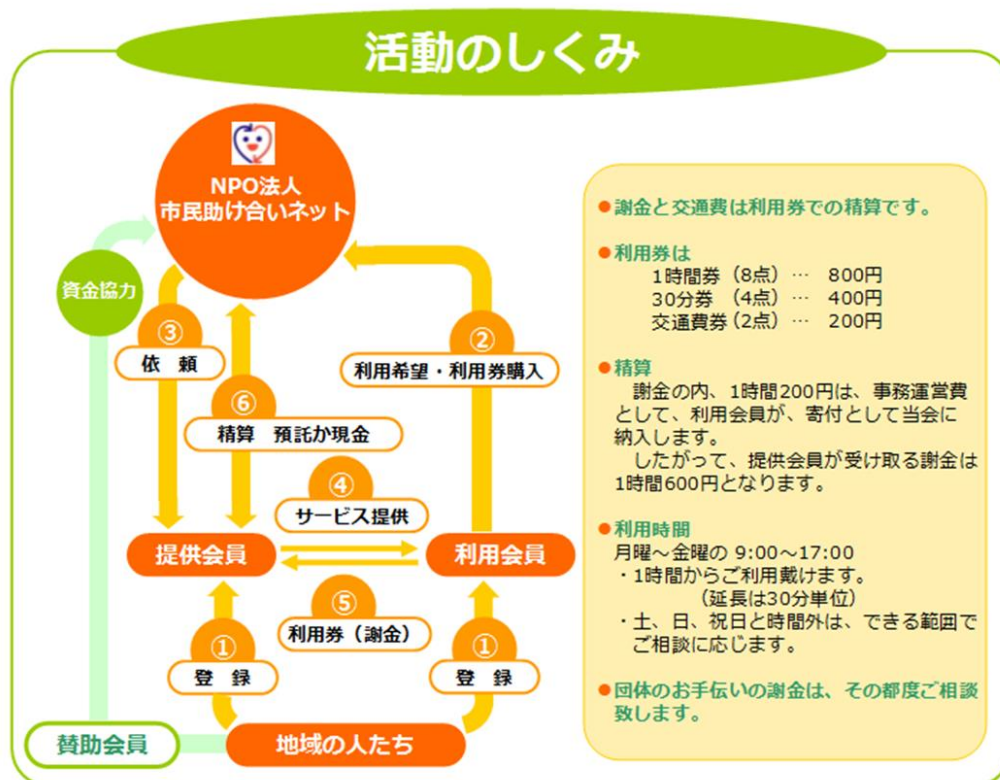 活動のしくみ
NPO法人
市民助け合いネット
資金協力
③
依　頼
②
利用希望・利用券購入
⑥
精算　預託か現金
④
サービス提供
提供会員
利用会員
⑤
利用券（謝金）
①
登　録
①
登　録
賛助会員
地域の人たち
●謝金と交通費は利用券での精算です。
●利用券は
1時間券（8点）… 800円
30分券（4点）… 400円
交通費券（2点）… 200円
●精算
　謝金の内、1時間200円は、事務運営費
として、利用会員が、寄付として当会に
納入します。
　したがって、提供会員が受け取る謝金は
1時間600円となります。
●利用時間
月曜～金曜の 9:00～17:00
・1時間からご利用戴けます。
（延長は30分単位）
・土、日、祝日と時間外は、できる範囲で
ご相談に応じます。
●団体のお手伝いの謝金は、その都度ご相談
致します。